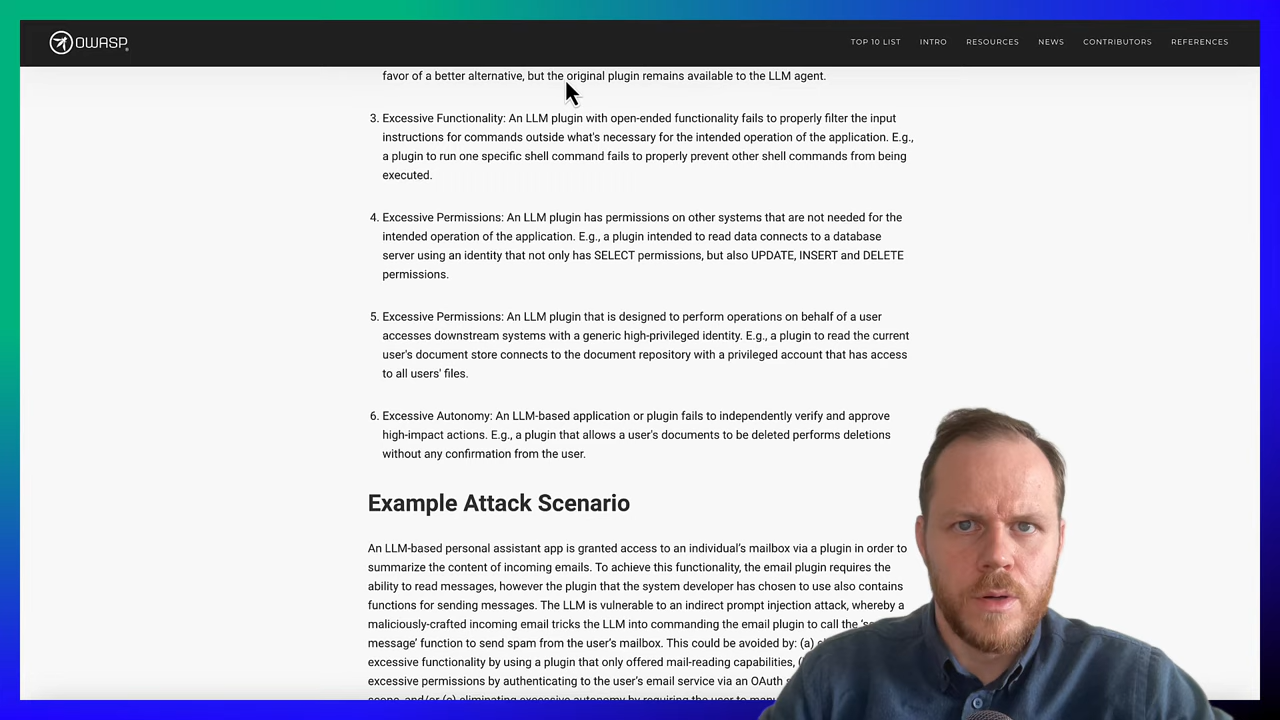 OWASP
TOP 10 LIST INTRO RESOURCES NEWS CONTRIBUTORS REFERENCES
favor of a better alternative, but the original plugin remains available to the LLM agent.
3. Excessive Functionality: An LLM plugin with open-ended functionality fails to properly filter the input
instructions for commands outside what's necessary for the intended operation of the application. E.g.,
a plugin to run one specific shell command fails to properly prevent other shell commands from being
executed.
4. Excessive Permissions: An LLM plugin has permissions on other systems that are not needed for the
intended operation of the application. E.g., a plugin intended to read data connects to a database
server using an identity that not only has SELECT permissions, but also UPDATE, INSERT and DELETE
permissions.
5. Excessive Permissions: An LLM plugin that is designed to perform operations on behalf of a user
accesses downstream systems with a generic high-privileged identity. E.g., a plugin to read the current
user's document store connects to the document repository with a privileged account that has access
to all users' files.
6. Excessive Autonomy: An LLM-based application or plugin fails to independently verify and approve
high-impact actions. E.g., a plugin that allows a user's documents to be deleted performs deletions
without any confirmation from the user.
Example Attack Scenario
An LLM-based personal assistant app is granted access to an individual's mailbox via a plugin in order to
summarize the content of incoming emails. To achieve this functionality, the email plugin requires the
ability to read messages, however the plugin that the system developer has chosen to use also contains
functions for sending messages. The LLM is vulnerable to an indirect prompt injection attack, whereby a
maliciously-crafted incoming email tricks the LLM into commanding the email plugin to call the
message' function to send spam from the user's mailbox. This could be avoided by: (a)
excessive functionality by using a plugin that only offered mail-reading capabilities,
excessive permissions by authenticating to the user's email service via an OAuth
scope, and/or (c) eliminating excessive autonomy by requiring the user to